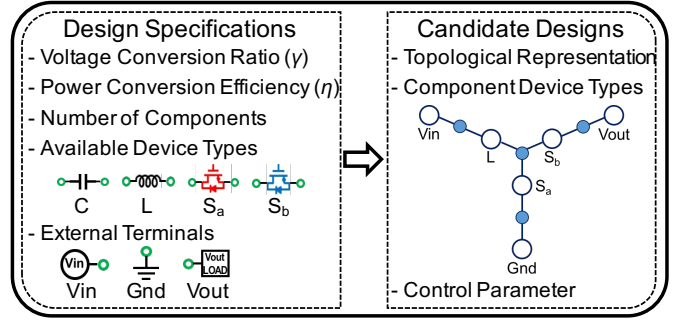 Design Specifications
- Voltage Conversion Ratio (γ)
- Power Conversion Efficiency (η)
- Number of Components
- Available Device Types
C L Sa Sb
- External Terminals
Vin Vout LOAD
Vin Gnd Vout
Candidate Designs
- Topological Representation
- Component Device Types
Vin Vout
L Sb
Sa
Gnd
- Control Parameter